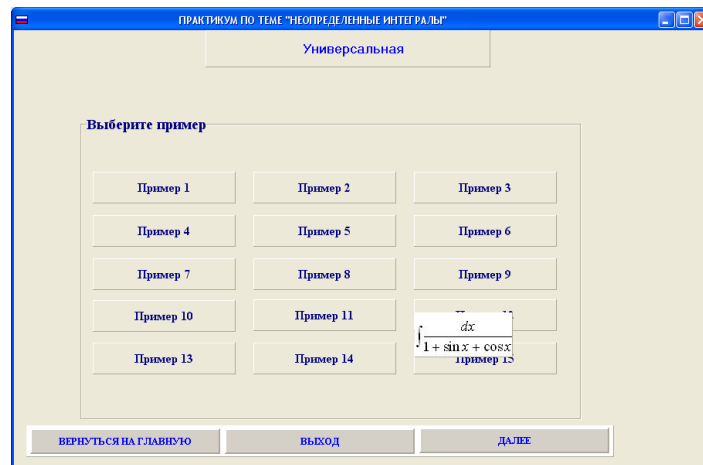 ПРАКТИКУМ ПО ТЕМЕ "НЕОПРЕДЕЛЕННЫЕ ИНТЕГРАЛЫ"
Универсальная
Выберите пример
Пример 1 Пример 2 Пример 3
Пример 4 Пример 5 Пример 6
Пример 7 Пример 8 Пример 9
Пример 10 Пример 11
∫ dx / 1 + sin x + cosx
Пример 13 Пример 14 Пример 15
ВЕРНУТЬСЯ НА ГЛАВНУЮ ВЫХОД ДАЛЕЕ